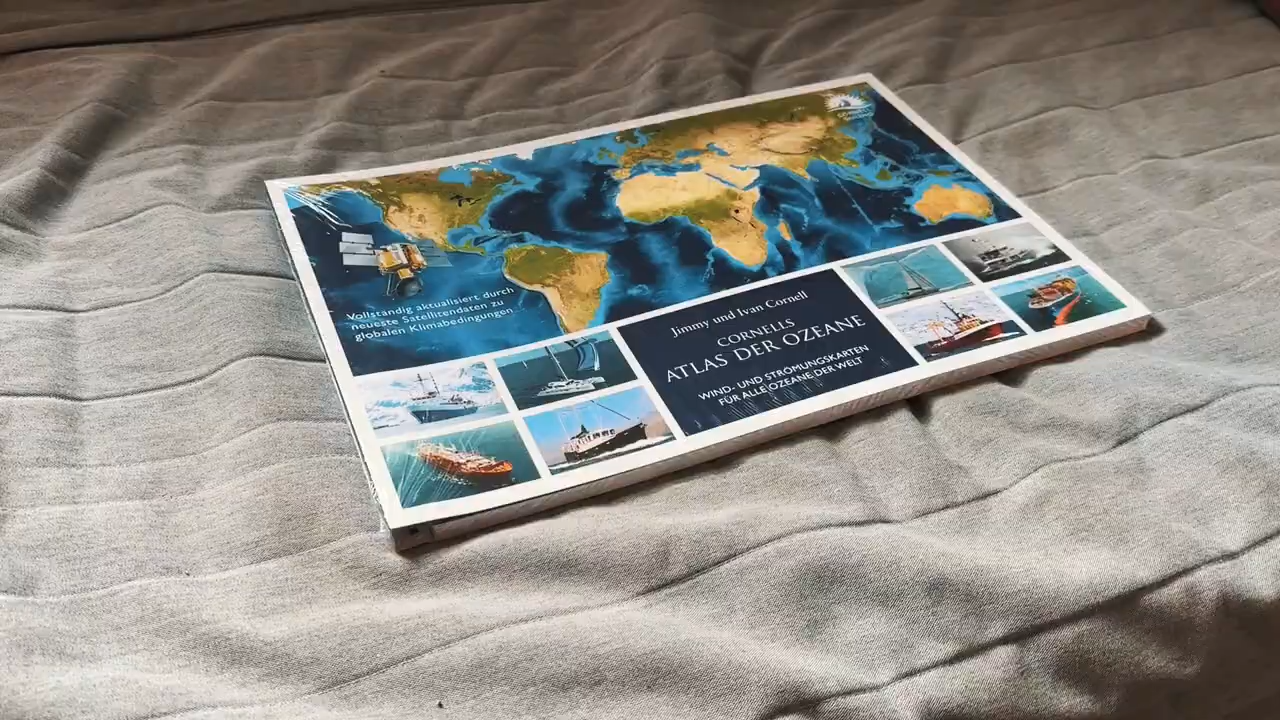 Vollständig aktualisiert durch
neueste Satellitendaten zu
globalen Klimabedingungen
Jimmy und Ivan Cornell
CORNELLS
ATLAS DER OZEANE
WIND- UND STRÖMUNGSKARTEN
FÜR ALLE OZEANE DER WELT